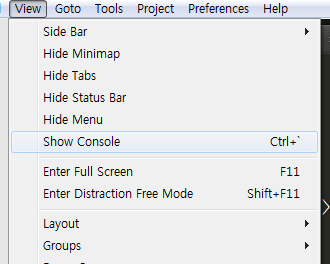 View Goto Tools Project Preferences Help
Side Bar
Hide Minimap
Hide Tabs
Hide Status Bar
Hide Menu
Show Console Ctrl+`
Enter Full Screen F11
Enter Distraction Free Mode Shift+F11
Layout
Groups